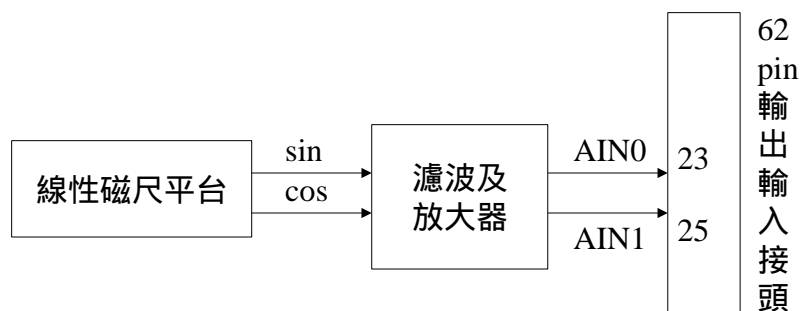 線性磁尺平台
sin
cos
濾波及
放大器
AIN0
AIN1
23
25
62
pin
輸
出
輸
入
接
頭